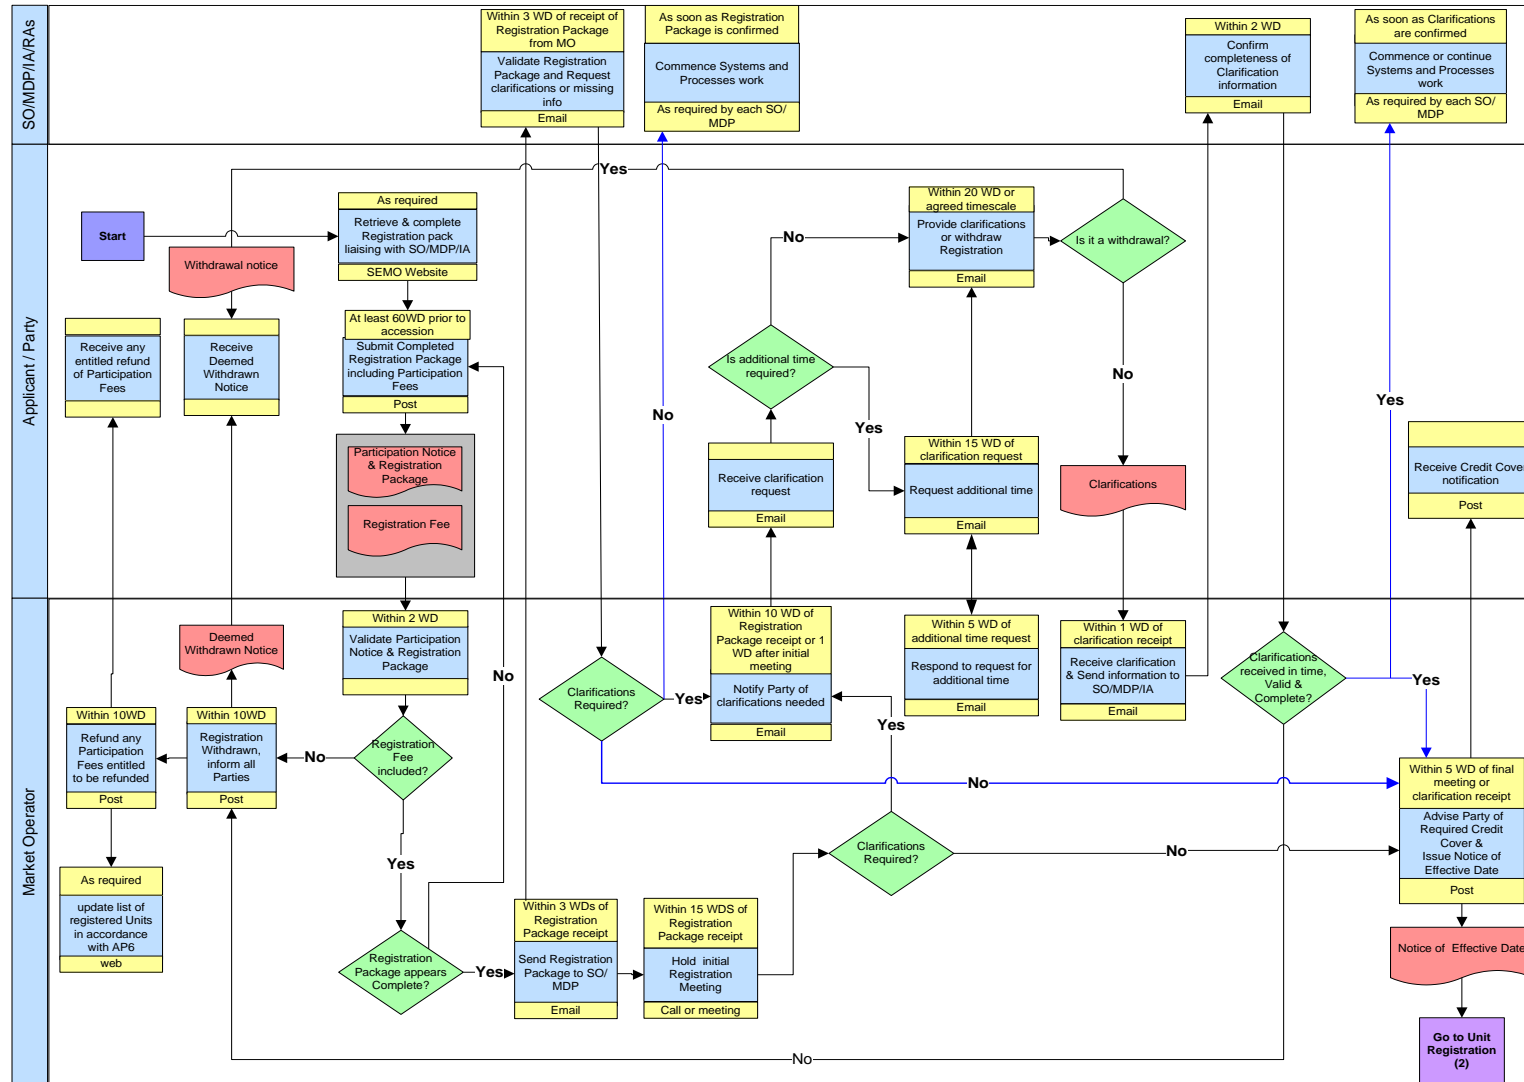 SO/MDP/IA/RAs
Within 3 WD of receipt of
Registration Package
from MO
Validate Registration
Package and Request
clarifications or missing
info
Email
As soon as Registration
Package is confirmed
Commence Systems and
Processes work
As required by each SO/
MDP
Within 2 WD
Confirm
completeness of
Clarification
information
Email
As soon as Clarifications
are confirmed
Commence or continue
Systems and Processes
work
As required by each SO/
MDP
Applicant / Party
Yes
Start
As required
Retrieve & complete
Registration pack
liaising with SO/MDP/IA
SEMO Website
Withdrawal notice
Within 20 WD or
agreed timescale
Provide clarifications
or withdraw
Registration
Email
Is it a withdrawal?
No
Receive any
entitled refund
of Participation
Fees
Receive
Deemed
Withdrawn
Notice
At least 60WD prior to
accession
Submit Completed
Registration Package
including Participation
Fees
Post
Is additional time
required?
No
No
Yes
Yes
Participation Notice
& Registration
Package
Registration Fee
Receive clarification
request
Email
Within 15 WD of
clarification request
Request additional time
Email
Clarifications
Receive Credit Cover
notification
Post
Market Operator
Deemed
Withdrawn Notice
Within 2 WD
Validate Participation
Notice & Registration
Package
No
Clarifications
Required?
Yes
Within 10 WD of
Registration
Package receipt or 1
WD after initial
meeting
Notify Party of
clarifications needed
Email
Within 5 WD of
additional time request
Respond to request for
additional time
Email
Within 1 WD of
clarification receipt
Receive clarification
& Send information to
SO/MDP/IA
Email
Clarifications
received in time,
Valid &
Complete?
Yes
Within 10WD
Refund any
Participation
Fees entitled
to be refunded
Post
Within 10WD
Registration
Withdrawn,
inform all
Parties
Post
No
Registration
Fee
included?
Yes
No
Within 5 WD of final
meeting or
clarification receipt
Advise Party of
Required Credit
Cover &
Issue Notice of
Effective Date
Post
Yes
Clarifications
Required?
No
As required
update list of
registered Units
in accordance
with AP6
web
Registration
Package appears
Complete?
Yes
Within 3 WDs of
Registration
Package receipt
Send Registration
Package to SO/
MDP
Email
Within 15 WDS of
Registration
Package receipt
Hold initial
Registration
Meeting
Call or meeting
Notice of Effective Date
No
Go to Unit
Registration
(2)